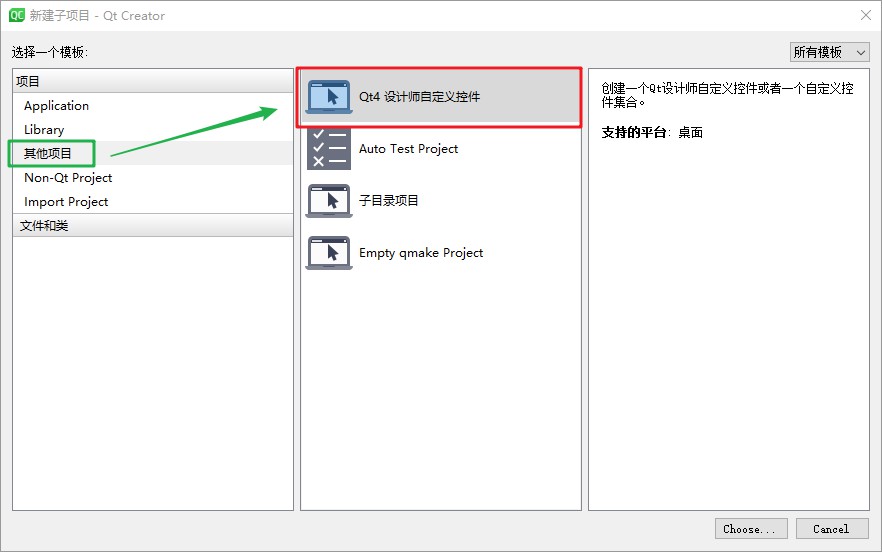 QC 新建子项目 - Qt Creator
选择一个模板:
所有模板
项目
Application
Library
其他项目
Non-Qt Project
Import Project
文件和类
Qt4 设计师自定义控件
Auto Test Project
子目录项目
Empty qmake Project
创建一个Qt设计师自定义控件或者一个自定义控
件集合。
支持的平台: 桌面
Choose...
Cancel